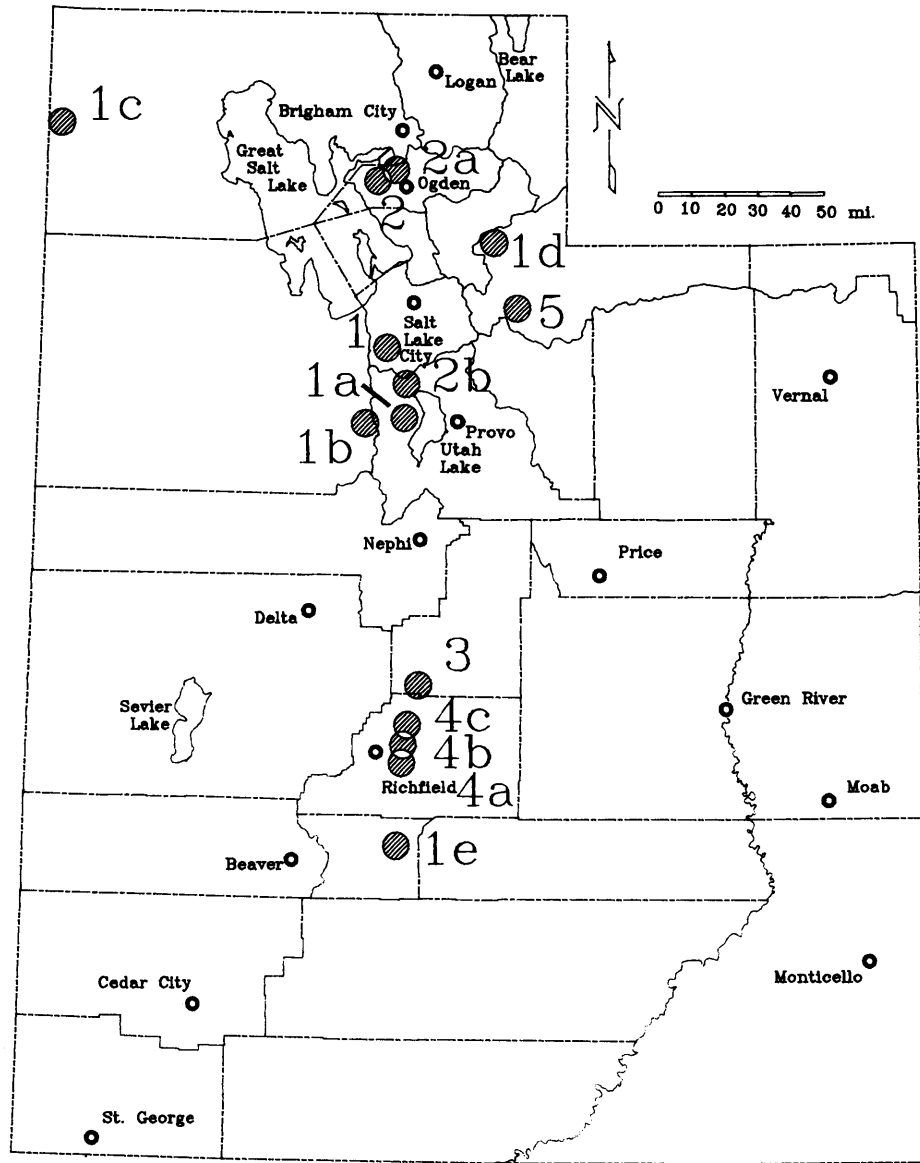 Bear
Lake
Logan
1c
Brigham City
Great
Salt
Lake
2a
Ogden
2
N
0 10 20 30 40 50 mi.
1d
5
1
Salt
Lake
City
1a
2b
Vernal
1b
Provo
Utah
Lake
Nephi
Price
Delta
3
Sevier
Lake
4c
Green River
4b
Richfield
4a
Moab
1e
Beaver
Cedar City
Monticello
St. George